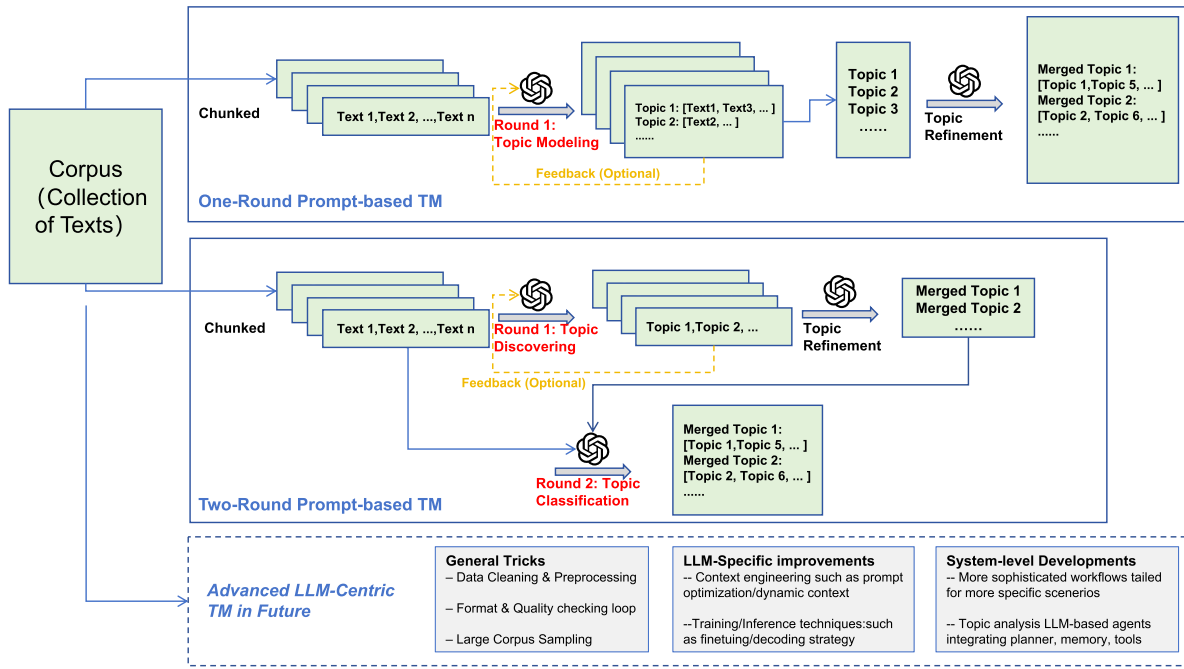 Corpus
(Collection
of Texts)
Chunked
Text 1,Text 2, ...,Text n
Round 1:
Topic Modeling
Topic 1: [Text1, Text3, ... ]
Topic 2: [Text2, ... ]
......
Feedback (Optional)
Topic 1
Topic 2
Topic 3
......
Topic
Refinement
Merged Topic 1:
[Topic 1,Topic 5, ... ]
Merged Topic 2:
[Topic 2, Topic 6, ... ]
......
One-Round Prompt-based TM
Chunked
Text 1,Text 2, ...,Text n
Round 1: Topic
Discovering
Topic 1,Topic 2, ...
Feedback (Optional)
Topic
Refinement
Merged Topic 1
Merged Topic 2
......
Round 2: Topic
Classification
Merged Topic 1:
[Topic 1,Topic 5, ... ]
Merged Topic 2:
[Topic 2, Topic 6, ... ]
......
Two-Round Prompt-based TM
Advanced LLM-Centric
TM in Future
General Tricks
– Data Cleaning & Preprocessing
– Format & Quality checking loop
– Large Corpus Sampling
LLM-Specific improvements
-- Context engineering such as prompt
optimization/dynamic context
--Training/Inference techniques:such
as finetuing/decoding strategy
System-level Developments
-- More sophisticated workflows tailed
for more specific scenerios
-- Topic analysis LLM-based agents
integrating planner, memory, tools